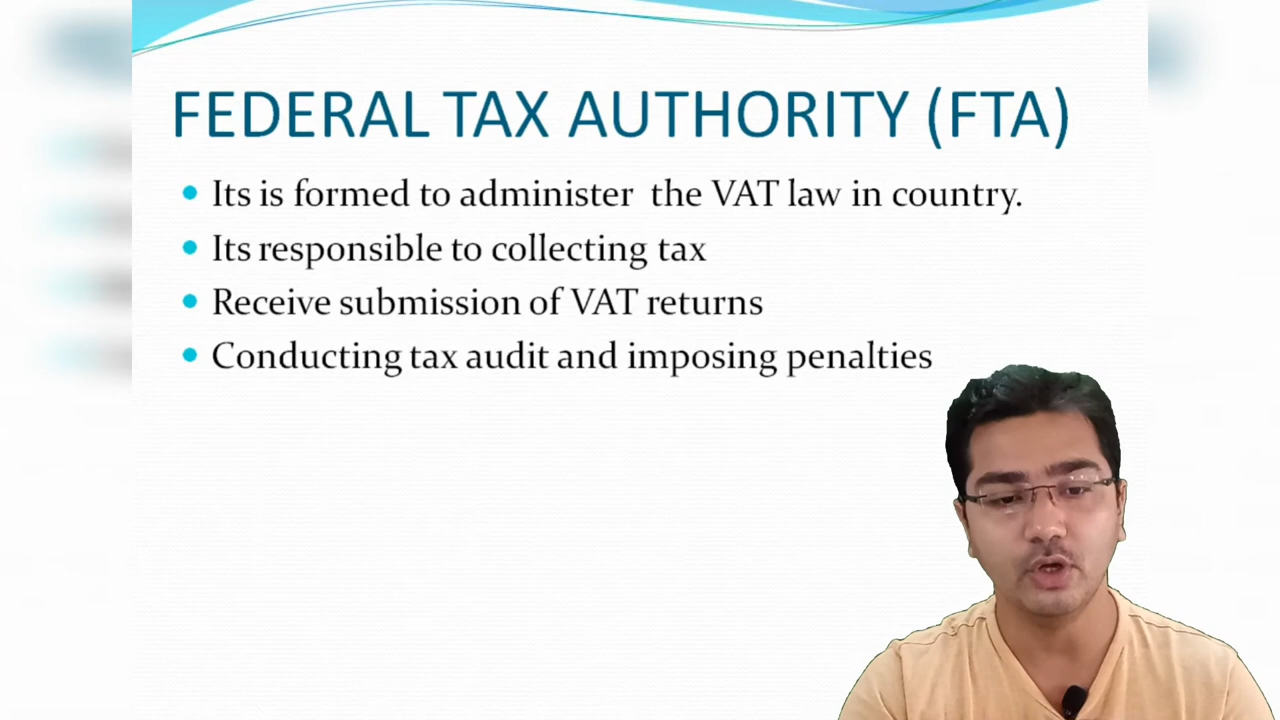 FEDERAL TAX AUTHORITY (FTA)
Its is formed to administer the VAT law in country.
Its responsible to collecting tax
Receive submission of VAT returns
Conducting tax audit and imposing penalties